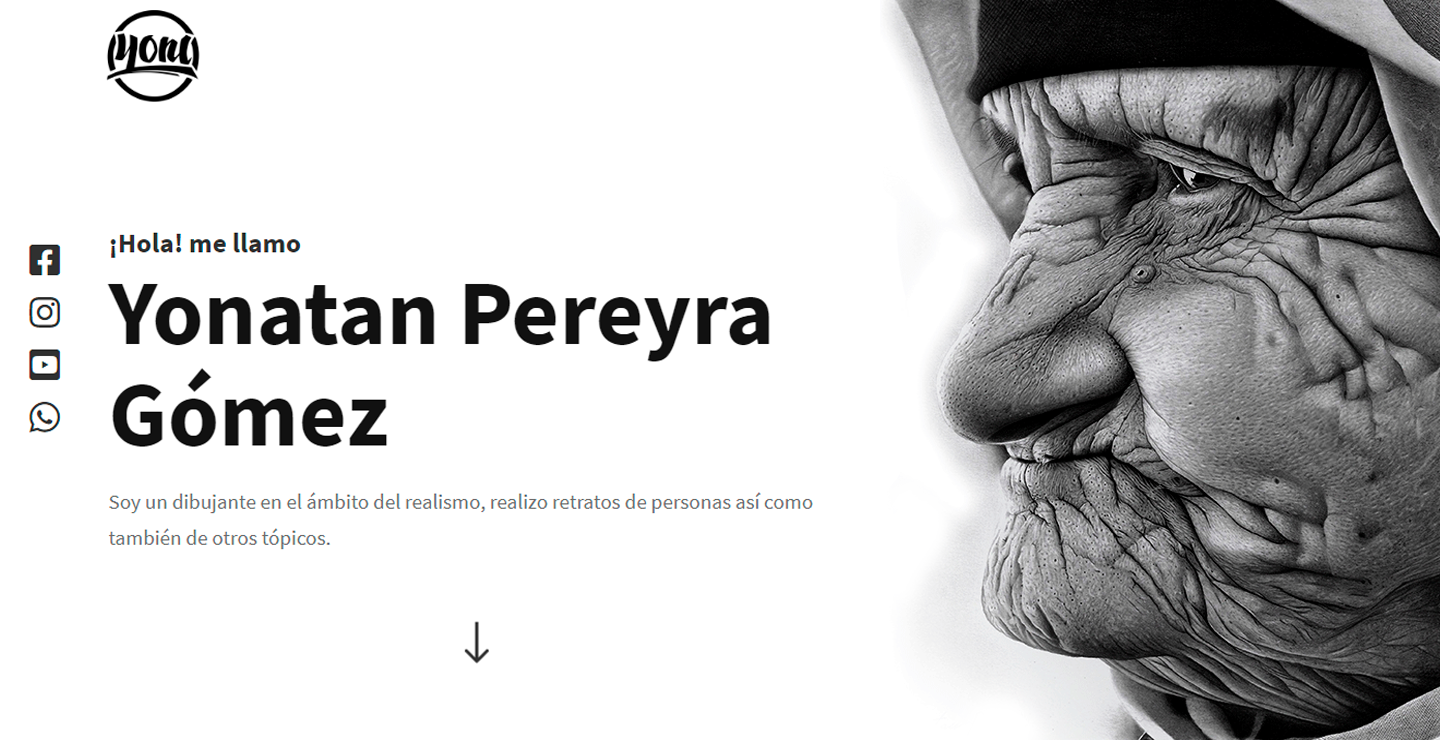 yoni
¡Hola! me llamo
Yonatan Pereyra
Gómez
Soy un dibujante en el ámbito del realismo, realizo retratos de personas así como
también de otros tópicos.